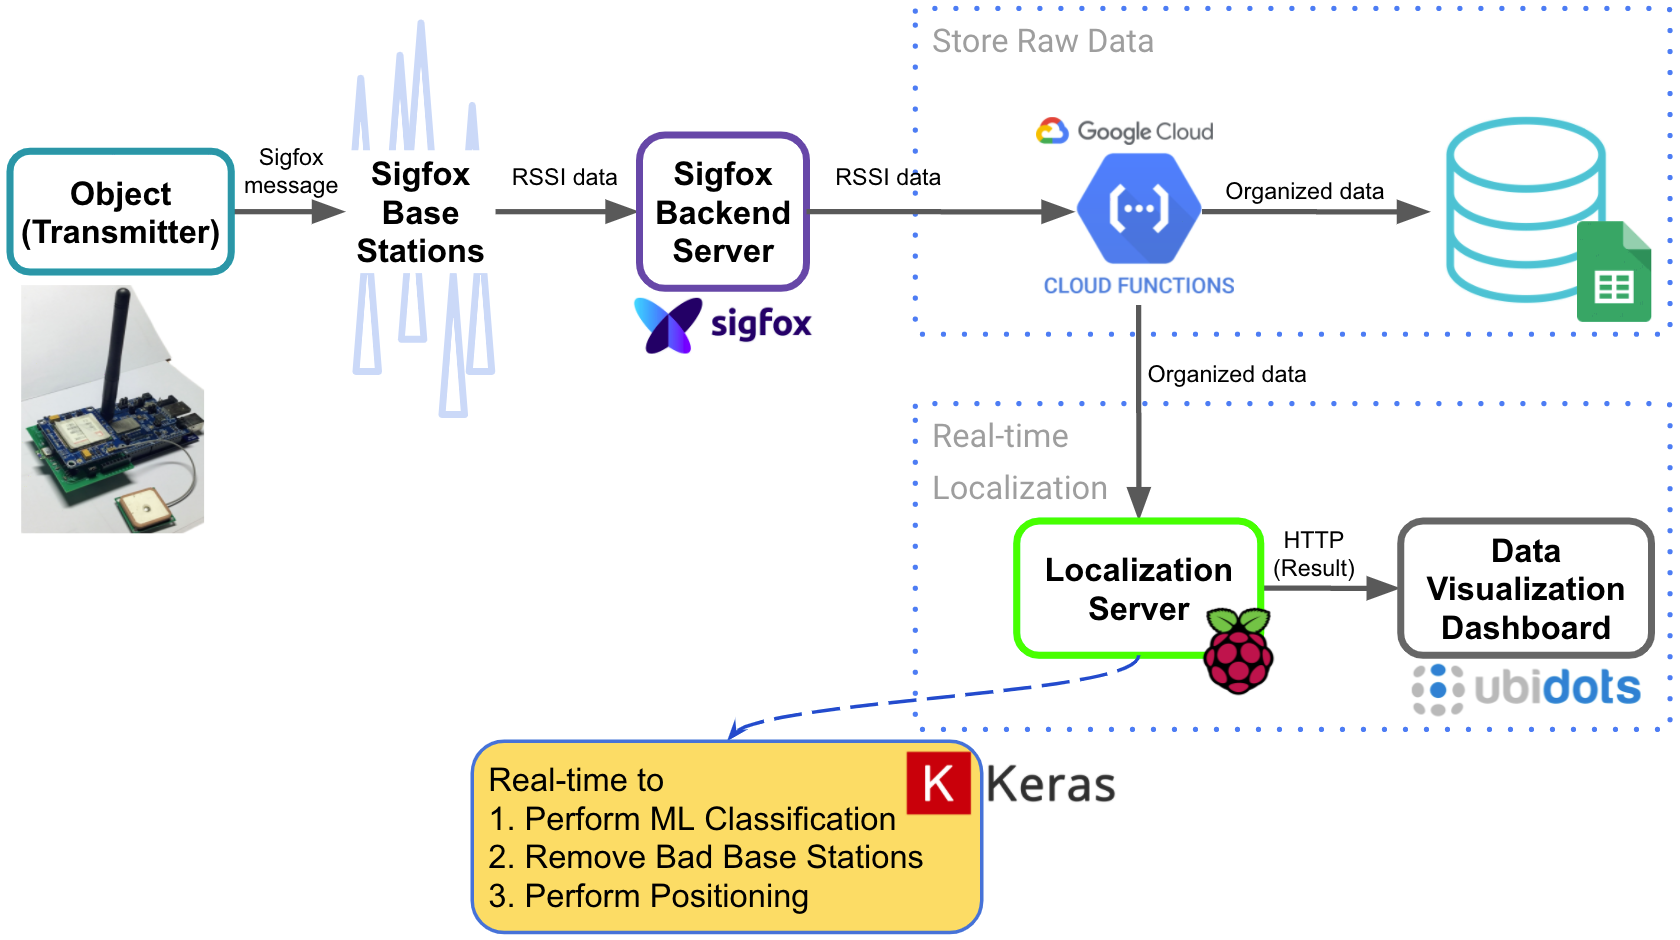 Store Raw Data
Google Cloud
Object
(Transmitter)
Sigfox
message
Sigfox
Base
Stations
RSSI data
Sigfox
Backend
Server
sigfox
RSSI data
CLOUD FUNCTIONS
Organized data
Organized data
Real-time
Localization
Localization
Server
HTTP
(Result)
Data
Visualization
Dashboard
ubidots
Real-time to
1. Perform ML Classification
2. Remove Bad Base Stations
3. Perform Positioning
K Keras